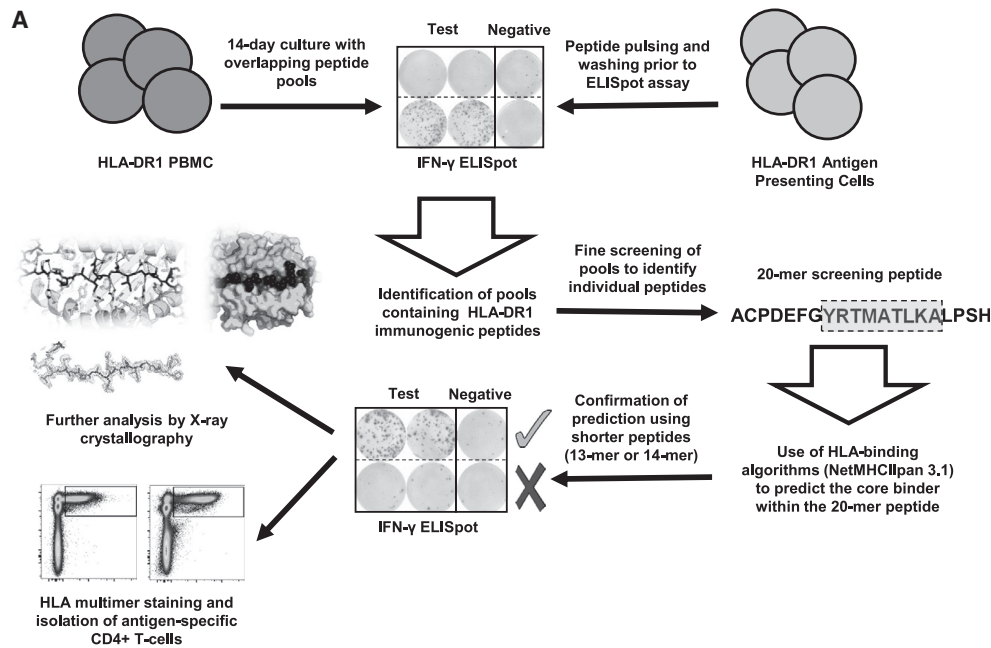 A
14-day culture with
overlapping peptide
pools
Test Negative
Peptide pulsing and
washing prior to
ELISpot assay
HLA-DR1 PBMC
IFN-γ ELISpot
HLA-DR1 Antigen
Presenting Cells
Identification of pools
containing HLA-DR1
immunogenic peptides
Fine screening of
pools to identify
individual peptides
20-mer screening peptide
ACPDEFGYRTMATLKALPSH
Further analysis by X-ray
crystallography
Test Negative
IFN-γ ELISpot
Confirmation of
prediction using
shorter peptides
(13-mer or 14-mer)
Use of HLA-binding
algorithms (NetMHCIIpan 3.1)
to predict the core binder
within the 20-mer peptide
HLA multimer staining and
isolation of antigen-specific
CD4+ T-cells